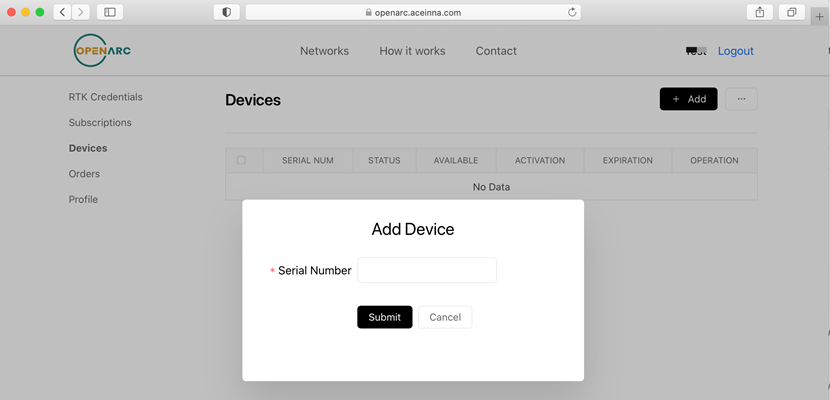 openarc.aceinna.com
OPENARC
Networks How it works Contact Logout
RTK Credentials
Subscriptions
Devices
Orders
Profile
Devices
+ Add ...
SERIAL NUM STATUS AVAILABLE ACTIVATION EXPIRATION OPERATION
No Data
Add Device
* Serial Number
Submit Cancel